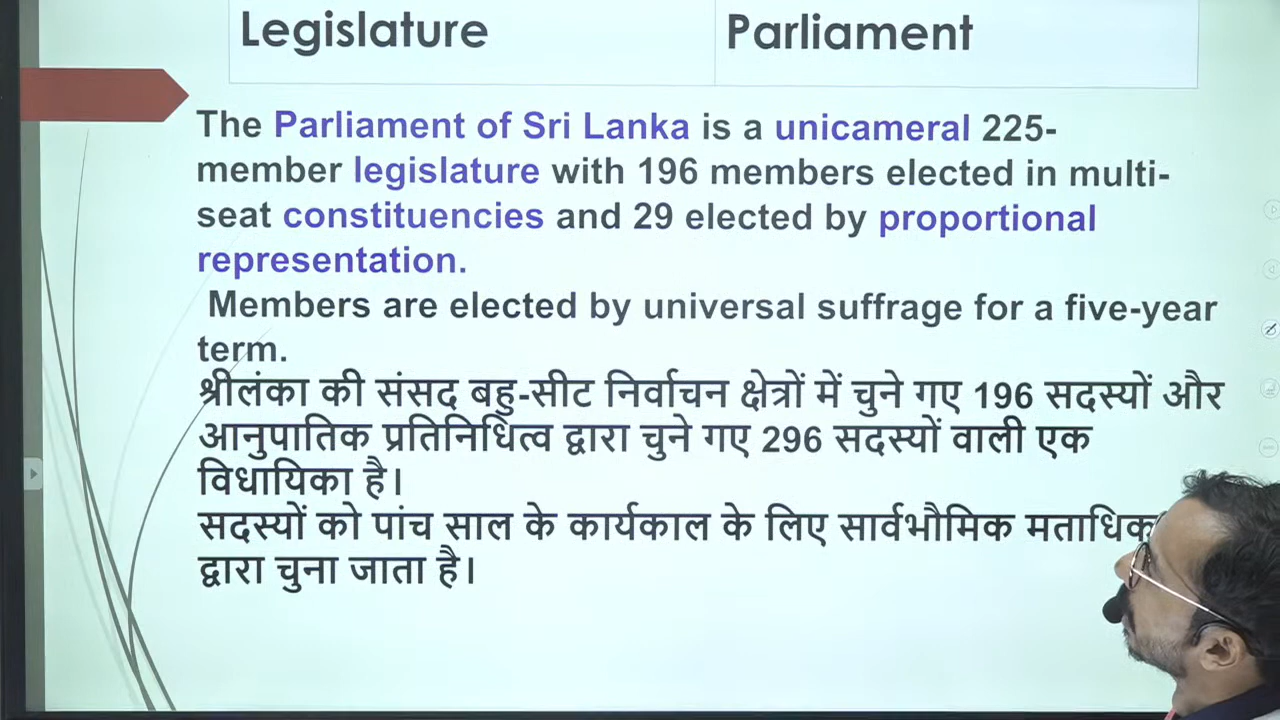 Legislature
Parliament
The Parliament of Sri Lanka is a unicameral 225-
member legislature with 196 members elected in multi-
seat constituencies and 29 elected by proportional
representation.
Members are elected by universal suffrage for a five-year
term.
श्रीलंका की संसद बहु-सीट निर्वाचन क्षेत्रों में चुने गए 196 सदस्यों और
आनुपातिक प्रतिनिधित्व द्वारा चुने गए 296 सदस्यों वाली एक
विधायिका है।
सदस्यों को पांच साल के कार्यकाल के लिए सार्वभौमिक
द्वारा चुना जाता है।